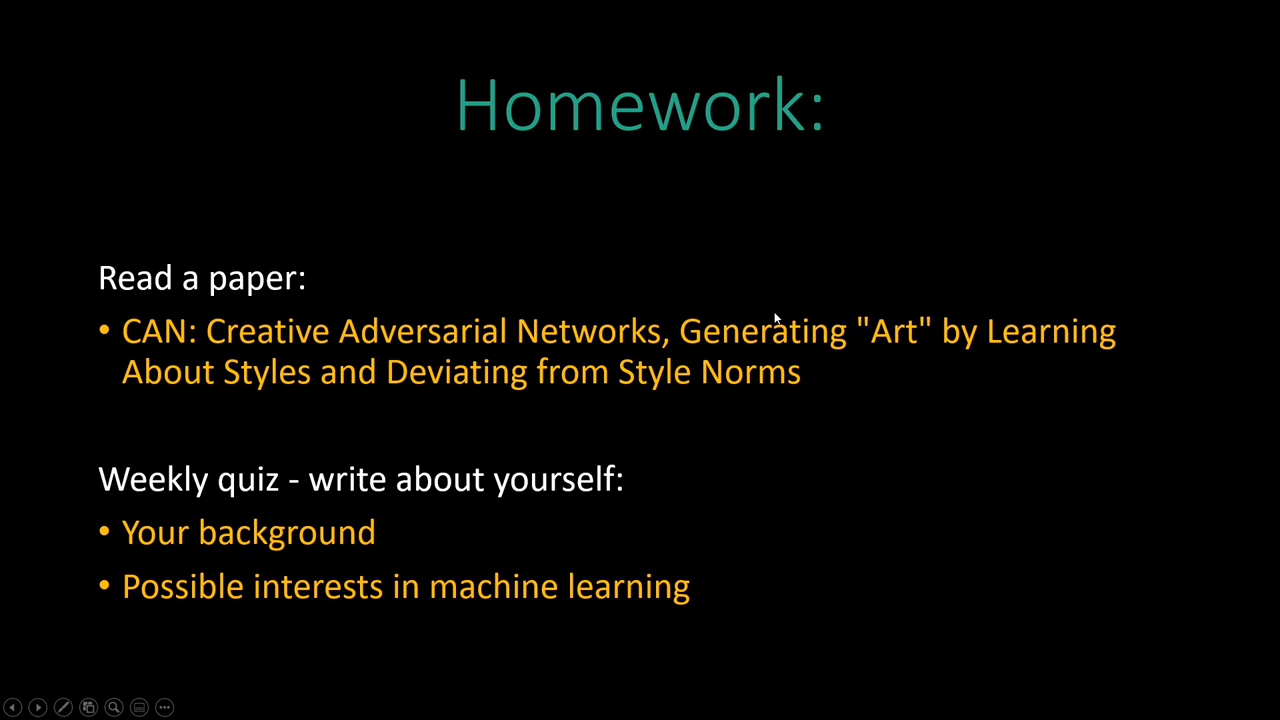 Homework:
Read a paper:
• CAN: Creative Adversarial Networks, Generating "Art" by Learning
About Styles and Deviating from Style Norms
Weekly quiz - write about yourself:
• Your background
• Possible interests in machine learning